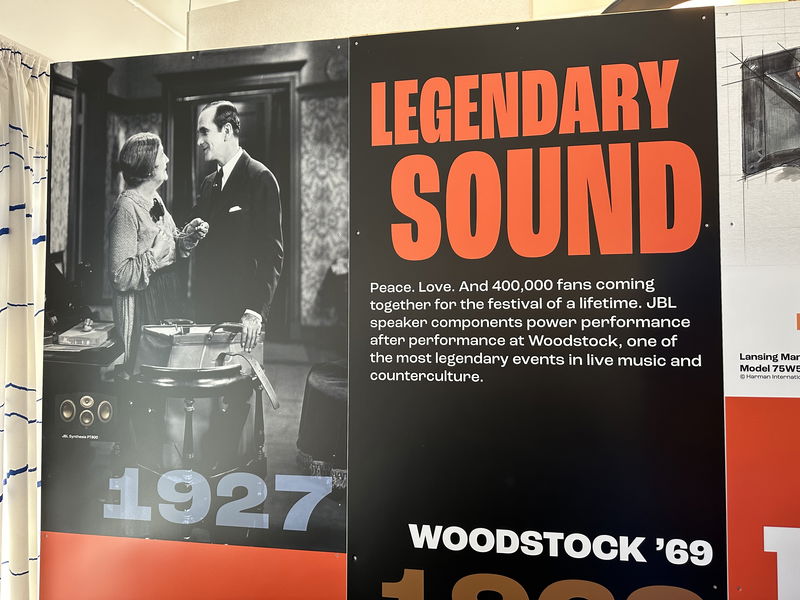 LEGENDARY
SOUND
Peace. Love. And 400,000 fans coming
together for the festival of a lifetime. JBL
speaker components power performance
after performance at Woodstock, one of
the most legendary events in live music and
counterculture.
WOODSTOCK ’69
JBL Synthesis PT800
1927
Lansing Man
Model 75W5
© Harman Internatio